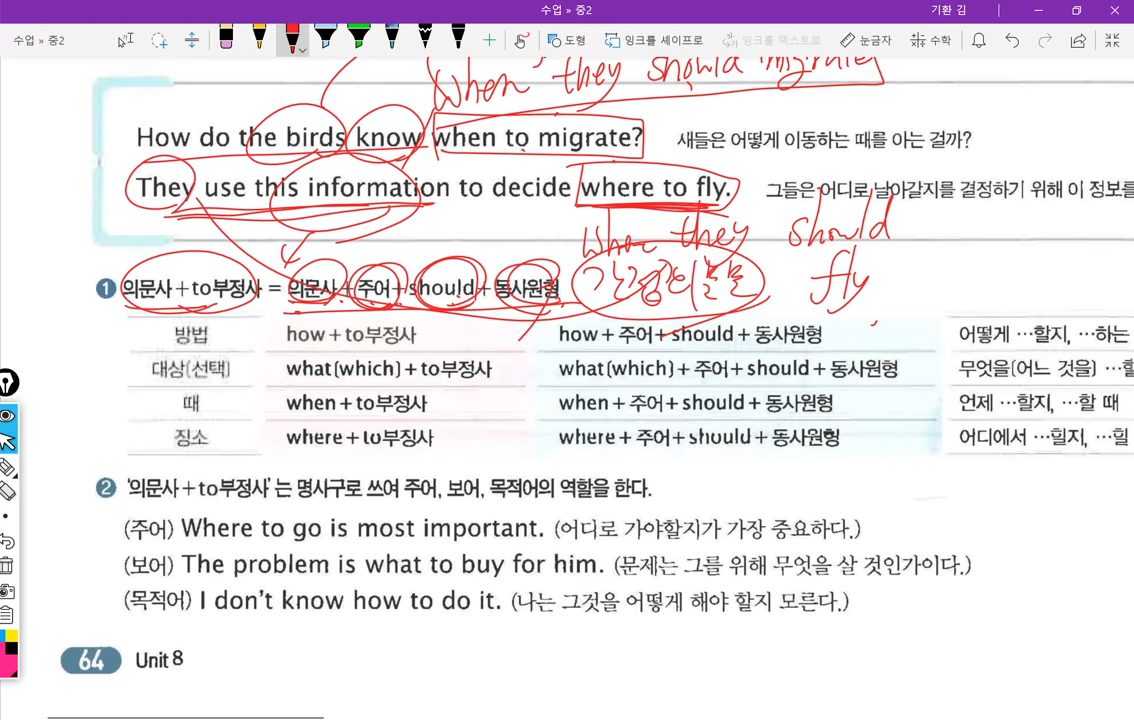 수업 » 중2
기환 김
수업 » 중2
도형
잉크를 셰이프로
잉크를 텍스트로
눈금자
수학
when they should migrate
How do the birds know when to migrate? 새들은 어떻게 이동하는 때를 아는 걸까?
They use this information to decide where to fly. 그들은 어디로 날아갈지를 결정하기 위해 이 정보를
where they should
fly
1 의문사+to부정사 = 의문사+주어+should+동사원형 간접의문문
방법 how+to부정사 how+주어+should+동사원형 어떻게 …할지, …하는
대상(선택) what(which)+to부정사 what(which)+주어+should+동사원형 무엇을(어느 것을) …할
때 when+to부정사 when+주어+should+동사원형 언제 …할지, …할 때
장소 where+to부정사 where+주어+should+동사원형 어디에서 …할지, …할
2 '의문사+to부정사'는 명사구로 쓰여 주어, 보어, 목적어의 역할을 한다.
(주어) Where to go is most important. (어디로 가야할지가 가장 중요하다.)
(보어) The problem is what to buy for him. (문제는 그를 위해 무엇을 살 것인가이다.)
(목적어) I don't know how to do it. (나는 그것을 어떻게 해야 할지 모른다.)
64 Unit 8